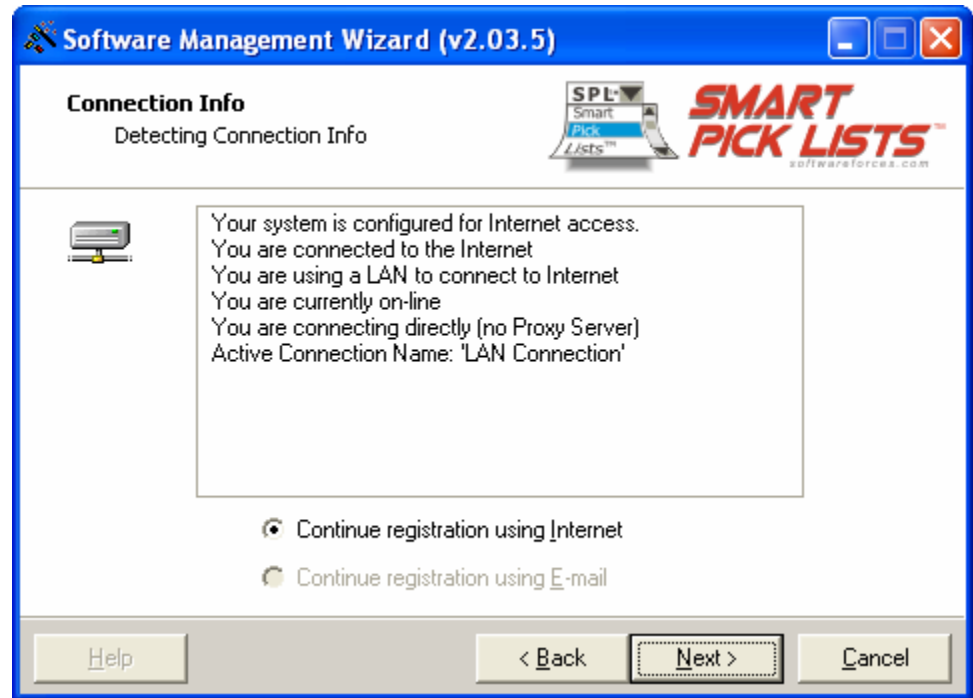 Software Management Wizard (v2.03.5)
Connection Info
Detecting Connection Info
SPL
Smart
Pick
Lists™
SMART
PICK LISTS™
softwareforces.com
Your system is configured for Internet access.
You are connected to the Internet
You are using a LAN to connect to Internet
You are currently on-line
You are connecting directly (no Proxy Server)
Active Connection Name: 'LAN Connection'
Continue registration using Internet
Continue registration using E-mail
Help
< Back
Next >
Cancel